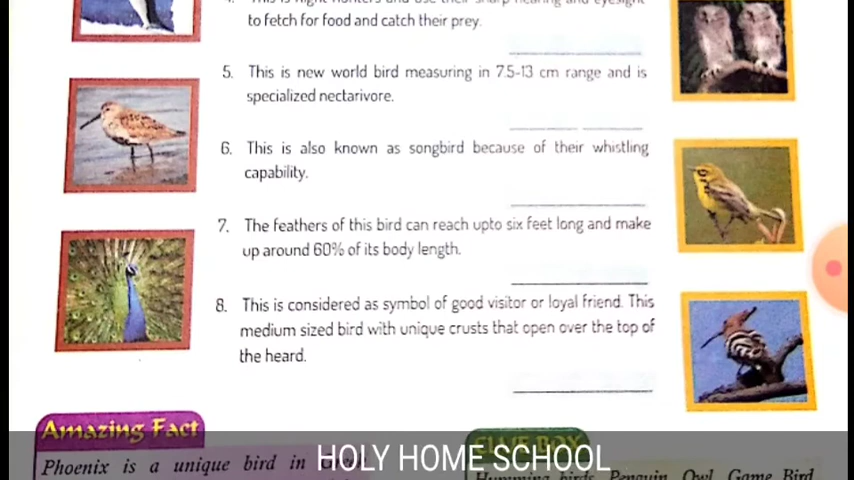 to fetch for food and catch their prey.
5. This is new world bird measuring in 7.5-13 cm range and is
specialized nectarivore.
6. This is also known as songbird because of their whistling
capability.
7. The feathers of this bird can reach upto six feet long and make
up around 60% of its body length.
8. This is considered as symbol of good visitor or loyal friend. This
medium sized bird with unique crusts that open over the top of
the heard.
Amazing Fact
Phoenix is a unique bird in
HOLY HOME SCHOOL
CLUE BOX
Humming birds, Penguin, Owl, Game Bird